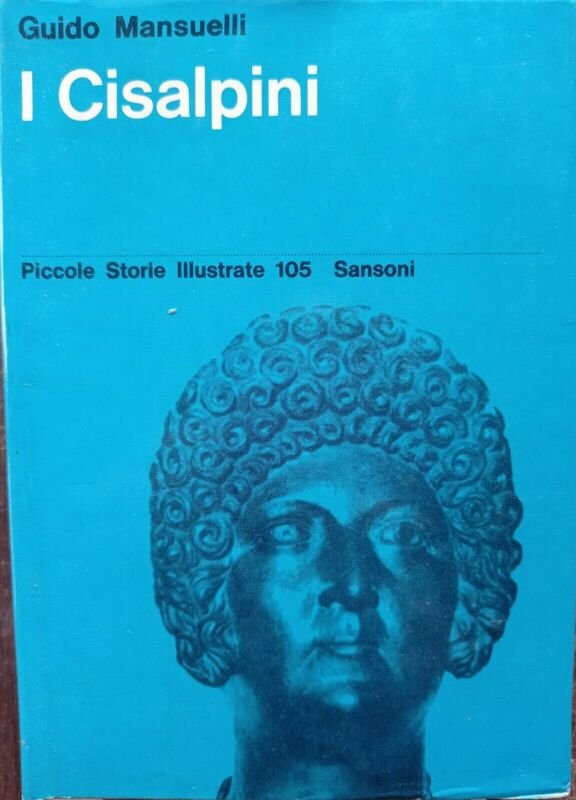 Guido Mansuelli
I Cisalpini
Piccole Storie Illustrate 105 Sansoni